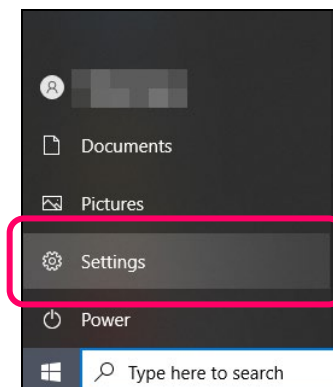 Documents
Pictures
Settings
Power
Type here to search